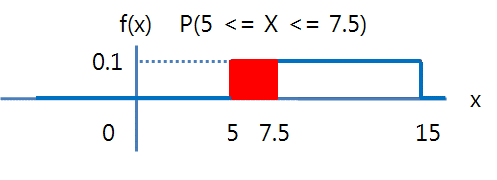 f(x) P(5 <= X <= 7.5)
0.1
x
0 5 7.5 15